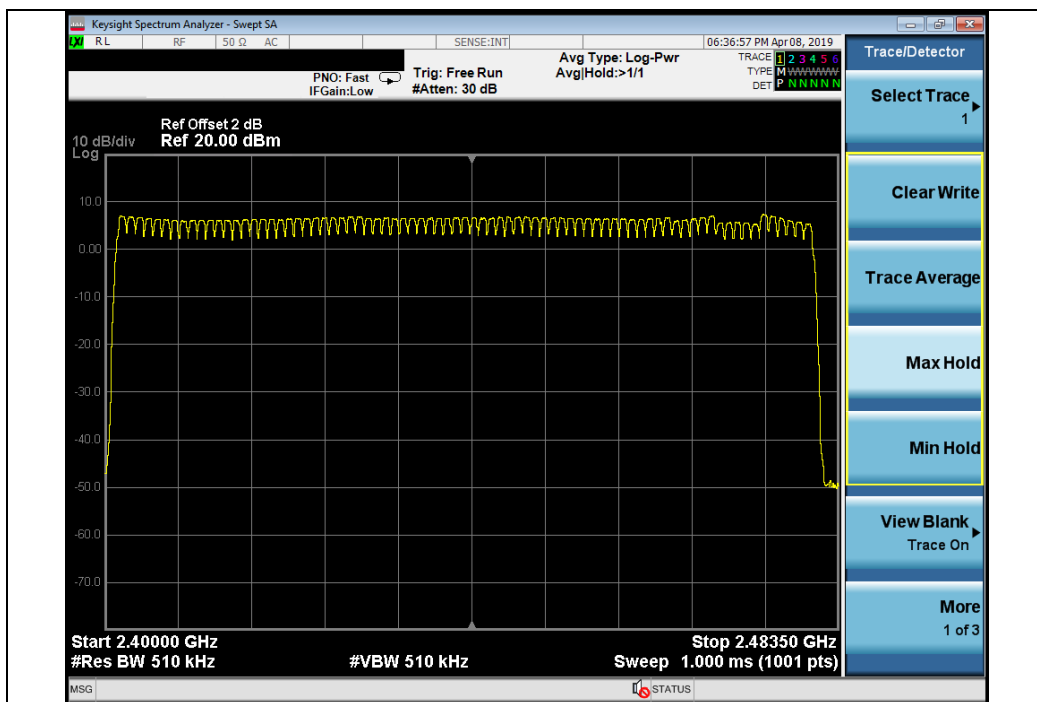 Keysight Spectrum Analyzer - Swept SA
LXI RL RF 50 Ω AC SENSE:INT 06:36:57 PM Apr 08, 2019
PNO: Fast
IFGain:Low
Trig: Free Run
#Atten: 30 dB
Avg Type: Log-Pwr
Avg|Hold:>1/1
TRACE 1 2 3 4 5 6
TYPE M WWWWW
DET P N N N N N
Ref Offset 2 dB
10 dB/div Ref 20.00 dBm
Log
10.0
0.00
-10.0
-20.0
-30.0
-40.0
-50.0
-60.0
-70.0
Start 2.40000 GHz Stop 2.48350 GHz
#Res BW 510 kHz #VBW 510 kHz Sweep 1.000 ms (1001 pts)
MSG STATUS
Trace/Detector
Select Trace
1
Clear Write
Trace Average
Max Hold
Min Hold
View Blank
Trace On
More
1 of 3